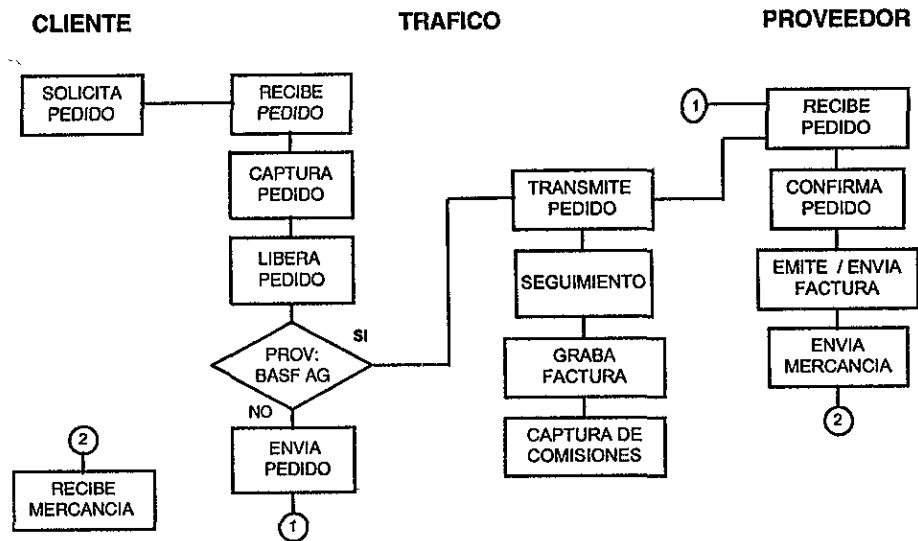 CLIENTE
TRAFICO
PROVEEDOR
SOLICITA
PEDIDO
RECIBE
PEDIDO
CAPTURA
PEDIDO
LIBERA
PEDIDO
PROV:
BASF AG
SI
NO
ENVIA
PEDIDO
1
2
RECIBE
MERCANCIA
TRANSMITE
PEDIDO
SEGUIMIENTO
GRABA
FACTURA
CAPTURA DE
COMISIONES
1
RECIBE
PEDIDO
CONFIRMA
PEDIDO
EMITE / ENVIA
FACTURA
ENVIA
MERCANCIA
2